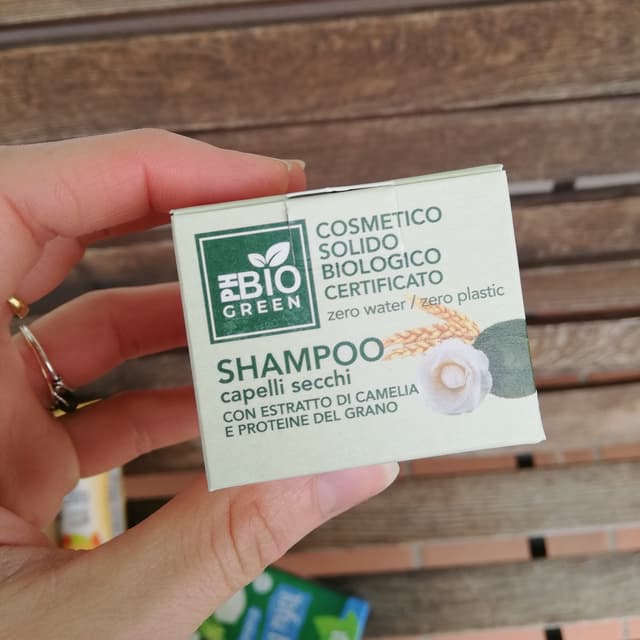 PH BIO
GREEN
COSMETICO
SOLIDO
BIOLOGICO
CERTIFICATO
zero water / zero plastic
SHAMPOO
capelli secchi
CON ESTRATTO DI CAMELIA
E PROTEINE DEL GRANO